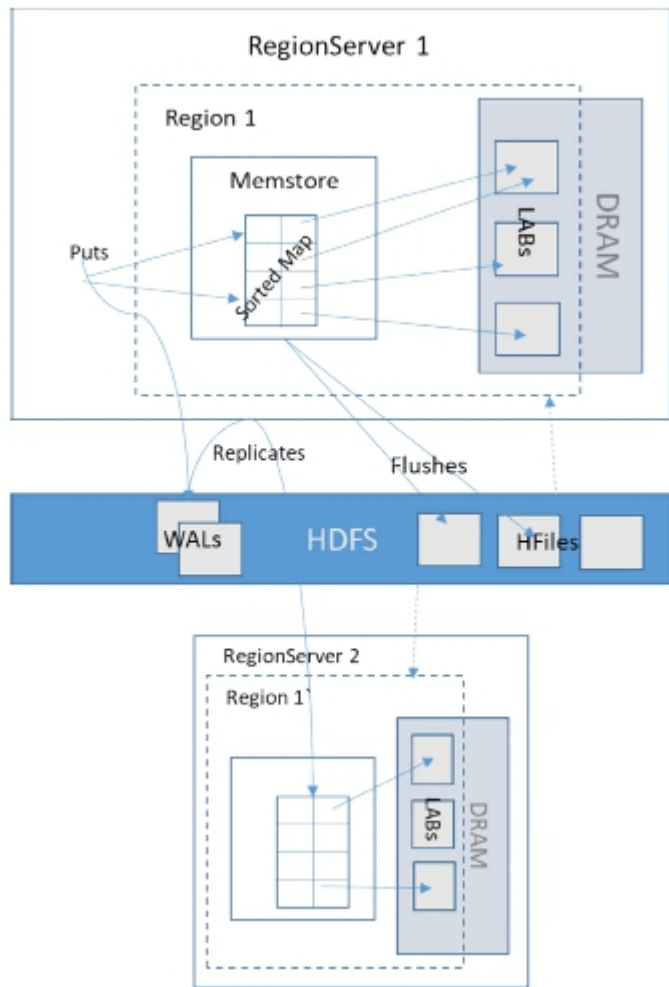 RegionServer 1
Region 1
Memstore
Sorted Map
LABs
DRAM
Puts
Replicates
Flushes
WALs
HDFS
HFiles
RegionServer 2
Region 1`
LABs
DRAM